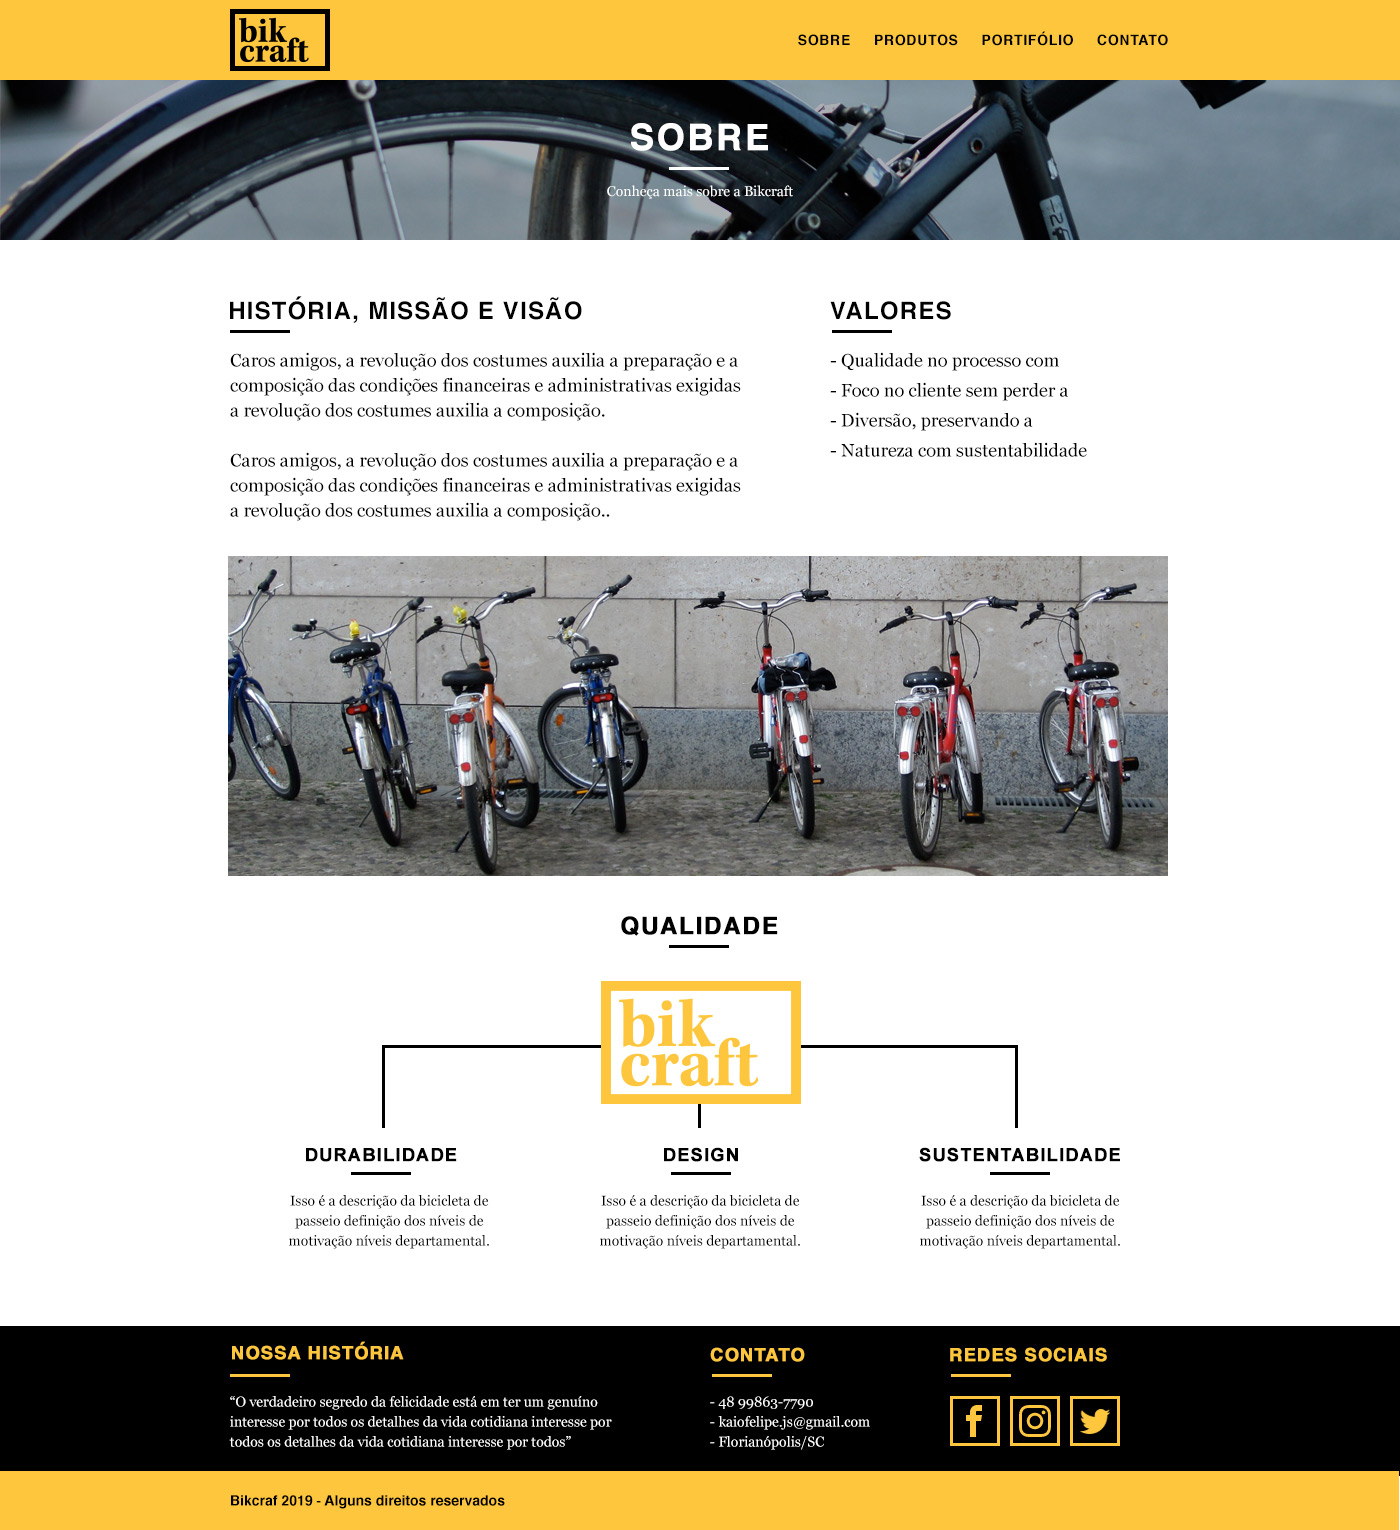 bik
craft
SOBRE PRODUTOS PORTIFÓLIO CONTATO
SOBRE
Conheça mais sobre a Bikcraft
HISTÓRIA, MISSÃO E VISÃO
Caros amigos, a revolução dos costumes auxilia a preparação e a
composição das condições financeiras e administrativas exigidas
a revolução dos costumes auxilia a composição.
Caros amigos, a revolução dos costumes auxilia a preparação e a
composição das condições financeiras e administrativas exigidas
a revolução dos costumes auxilia a composição..
VALORES
- Qualidade no processo com
- Foco no cliente sem perder a
- Diversão, preservando a
- Natureza com sustentabilidade
QUALIDADE
bik
craft
DURABILIDADE
Isso é a descrição da bicicleta de
passeio definição dos níveis de
motivação níveis departamental.
DESIGN
Isso é a descrição da bicicleta de
passeio definição dos níveis de
motivação níveis departamental.
SUSTENTABILIDADE
Isso é a descrição da bicicleta de
passeio definição dos níveis de
motivação níveis departamental.
NOSSA HISTÓRIA
“O verdadeiro segredo da felicidade está em ter um genuíno
interesse por todos os detalhes da vida cotidiana interesse por
todos os detalhes da vida cotidiana interesse por todos”
CONTATO
- 48 99863-7790
- kaiofelipe.js@gmail.com
- Florianópolis/SC
REDES SOCIAIS
Bikcraf 2019 - Alguns direitos reservados